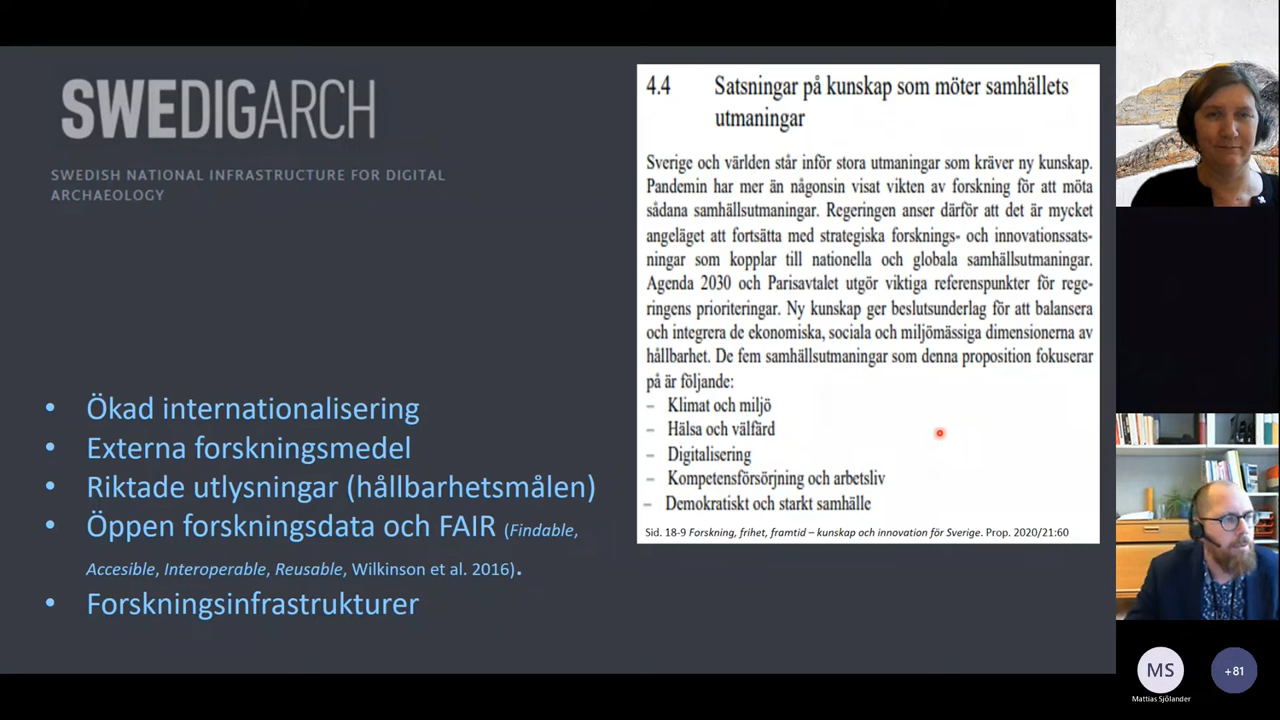 SWEDIGARCH
SWEDISH NATIONAL INFRASTRUCTURE FOR DIGITAL
ARCHAEOLOGY
• Ökad internationalisering
• Externa forskningsmedel
• Riktade utlysningar (hållbarhetsmålen)
• Öppen forskningsdata och FAIR (Findable,
Accesible, Interoperable, Reusable, Wilkinson et al. 2016).
• Forskningsinfrastrukturer
4.4 Satsningar på kunskap som möter samhällets
utmaningar
Sverige och världen står inför stora utmaningar som kräver ny kunskap.
Pandemin har mer än någonsin visat vikten av forskning för att möta
sådana samhällsutmaningar. Regeringen anser därför att det är mycket
angeläget att fortsätta med strategiska forsknings- och innovationssats-
ningar som kopplar till nationella och globala samhällsutmaningar.
Agenda 2030 och Parisavtalet utgör viktiga referenspunkter för rege-
ringens prioriteringar. Ny kunskap ger beslutsunderlag för att balansera
och integrera de ekonomiska, sociala och miljömässiga dimensionerna av
hållbarhet. De fem samhällsutmaningar som denna proposition fokuserar
på är följande:
– Klimat och miljö
– Hälsa och välfärd
– Digitalisering
– Kompetensförsörjning och arbetsliv
– Demokratiskt och starkt samhälle
Sid. 18-9 Forskning, frihet, framtid – kunskap och innovation för Sverige. Prop. 2020/21:60
MS
Mattias Sjölander
+81